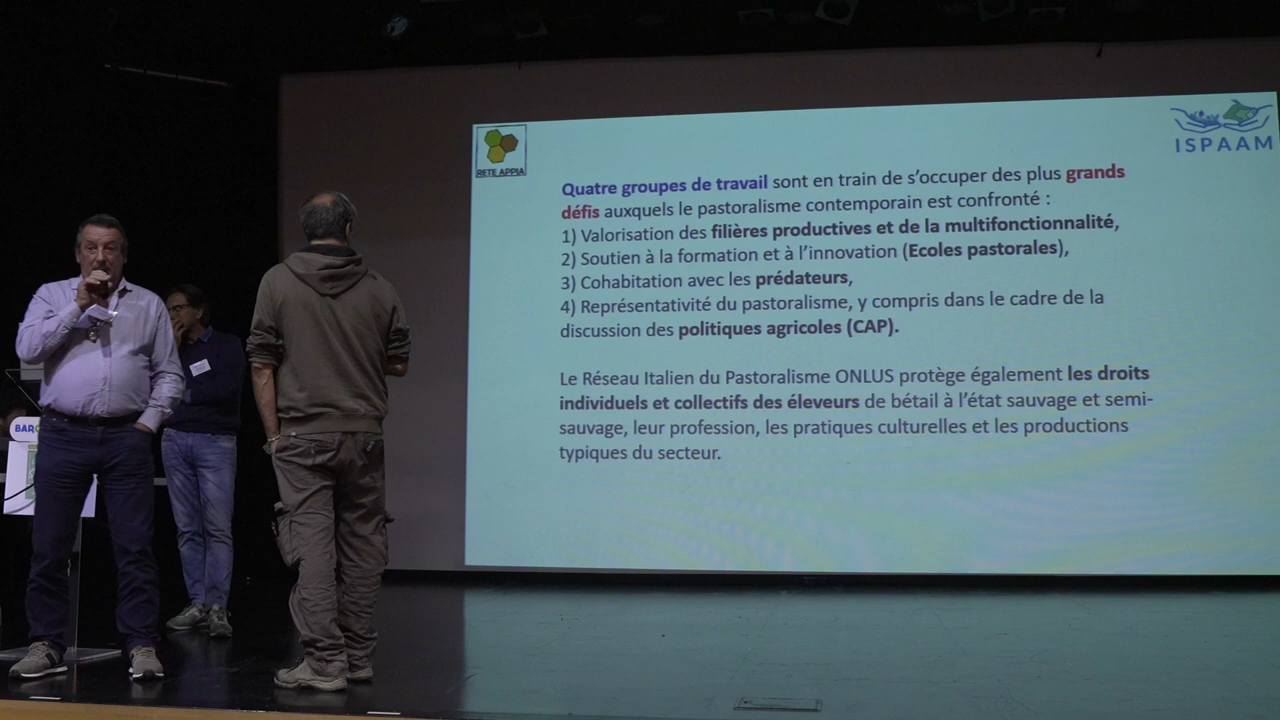 RETE APPIA
ISPAAM
Quatre groupes de travail sont en train de s'occuper des plus grands
défis auxquels le pastoralisme contemporain est confronté :
1) Valorisation des filières productives et de la multifonctionnalité,
2) Soutien à la formation et à l'innovation (Ecoles pastorales),
3) Cohabitation avec les prédateurs,
4) Représentativité du pastoralisme, y compris dans le cadre de la
discussion des politiques agricoles (CAP).
Le Réseau Italien du Pastoralisme ONLUS protège également les droits
individuels et collectifs des éleveurs de bétail à l'état sauvage et semi-
sauvage, leur profession, les pratiques culturelles et les productions
typiques du secteur.